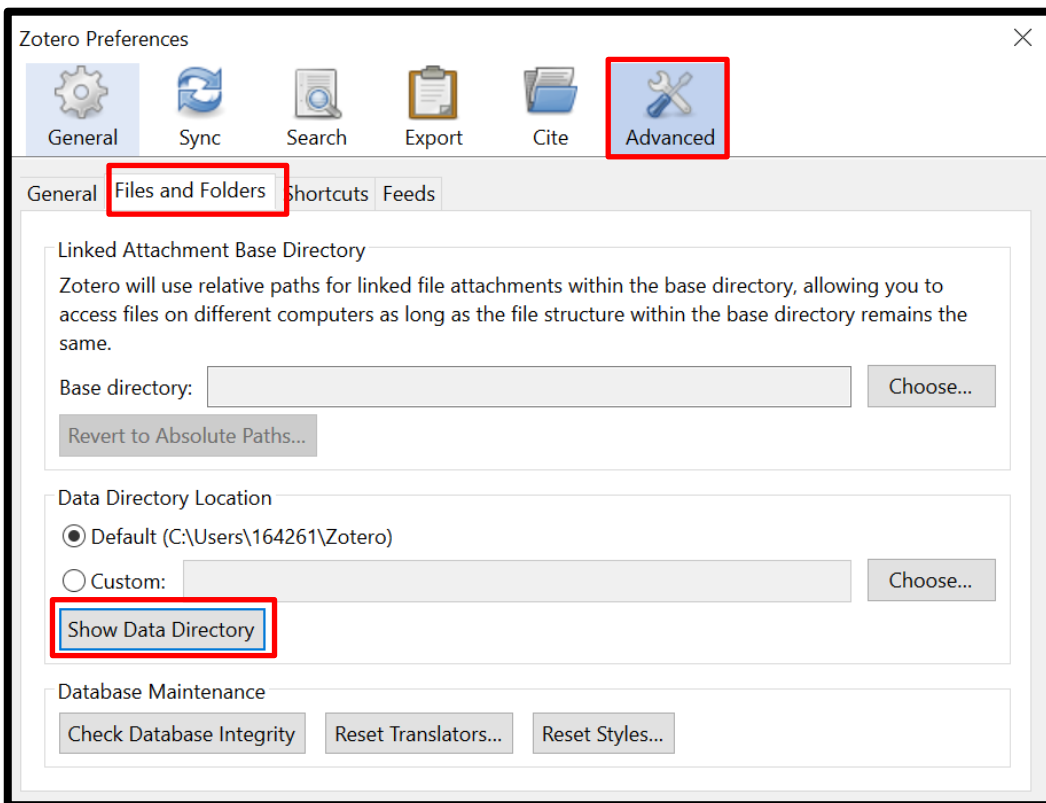 Zotero Preferences
General Sync Search Export Cite Advanced
General Files and Folders Shortcuts Feeds
Linked Attachment Base Directory
Zotero will use relative paths for linked file attachments within the base directory, allowing you to
access files on different computers as long as the file structure within the base directory remains the
same.
Base directory: Choose...
Revert to Absolute Paths...
Data Directory Location
Default (C:\Users\164261\Zotero)
Custom: Choose...
Show Data Directory
Database Maintenance
Check Database Integrity Reset Translators... Reset Styles...